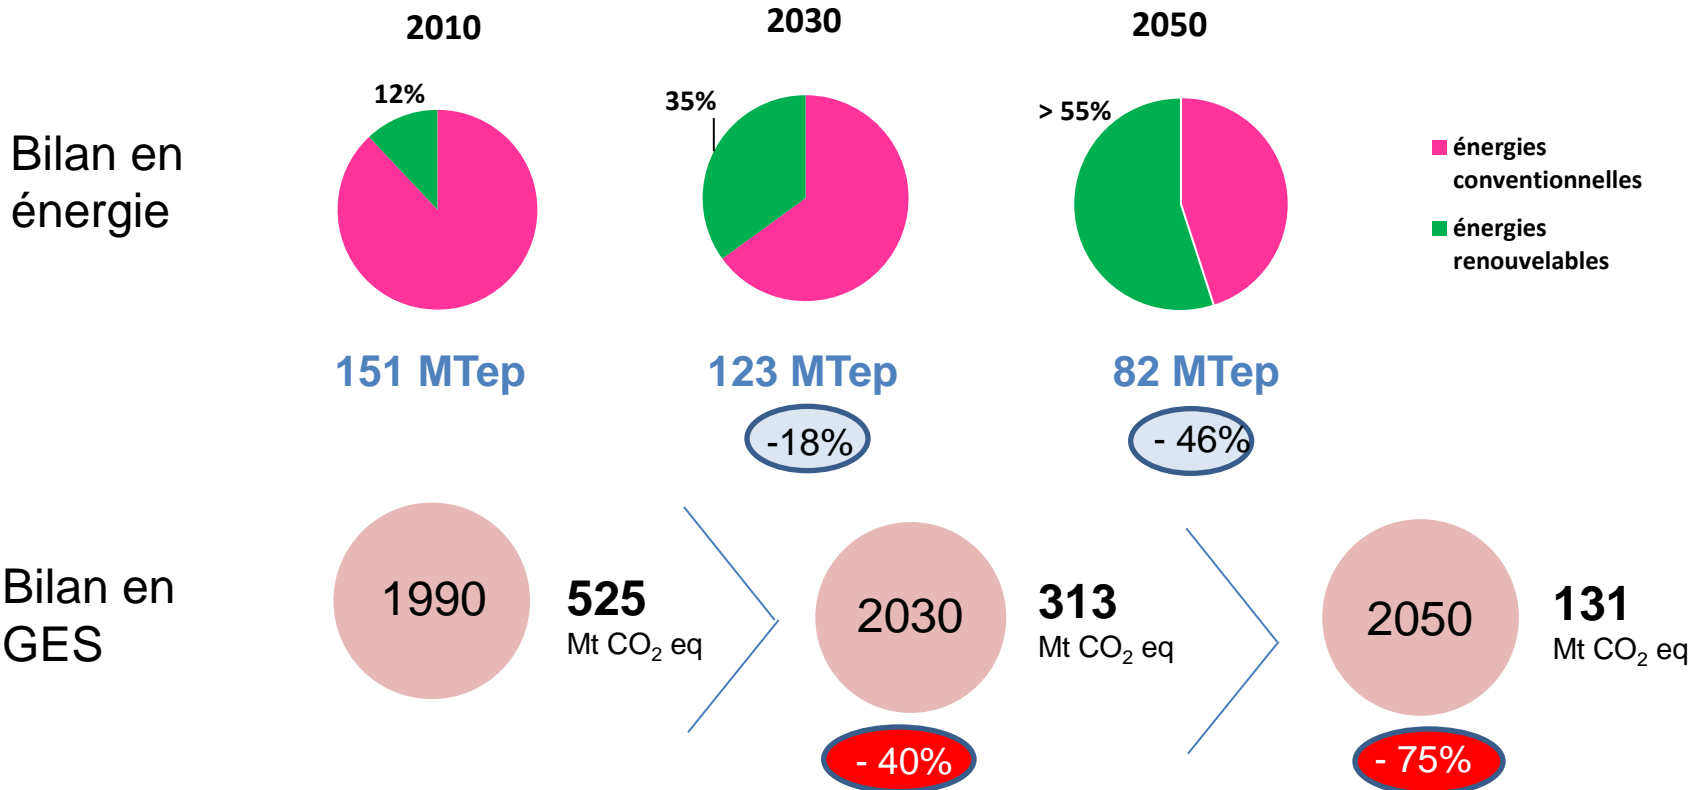 2010
2030
2050
12%
35%
> 55%
Bilan en
énergie
énergies
conventionnelles
énergies
renouvelables
151 MTep
123 MTep
82 MTep
-18%
- 46%
Bilan en
GES
1990
525
Mt CO₂ eq
2030
313
Mt CO₂ eq
2050
131
Mt CO₂ eq
- 40%
- 75%